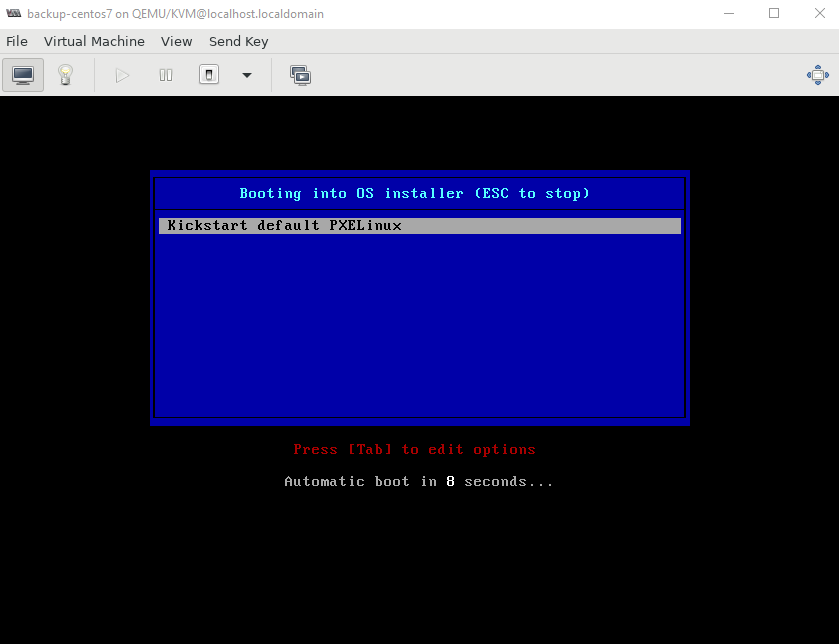 backup-centos7 on QEMU/KVM@localhost.localdomain
File Virtual Machine View Send Key
Booting into OS installer (ESC to stop)
Kickstart default PXELinux
Press [Tab] to edit options
Automatic boot in 8 seconds...